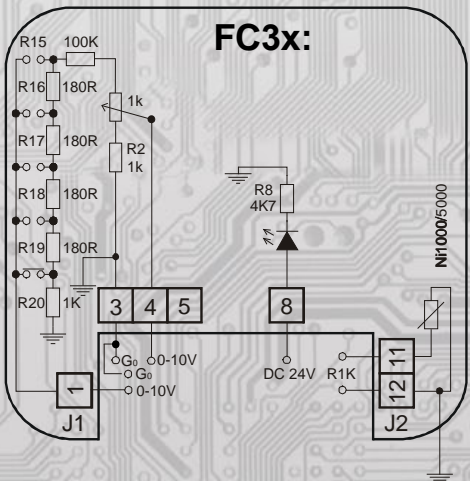 FC3x:
R15 100K
R16 180R
1k
R17 180R
R2
1k
R18 180R
R8
4K7
R19 180R
R20 1K
Ni1000/5000
3 4 5 8
G0 0-10V
G0
0-10V
DC 24V
R1K
11
12
1
J1
J2